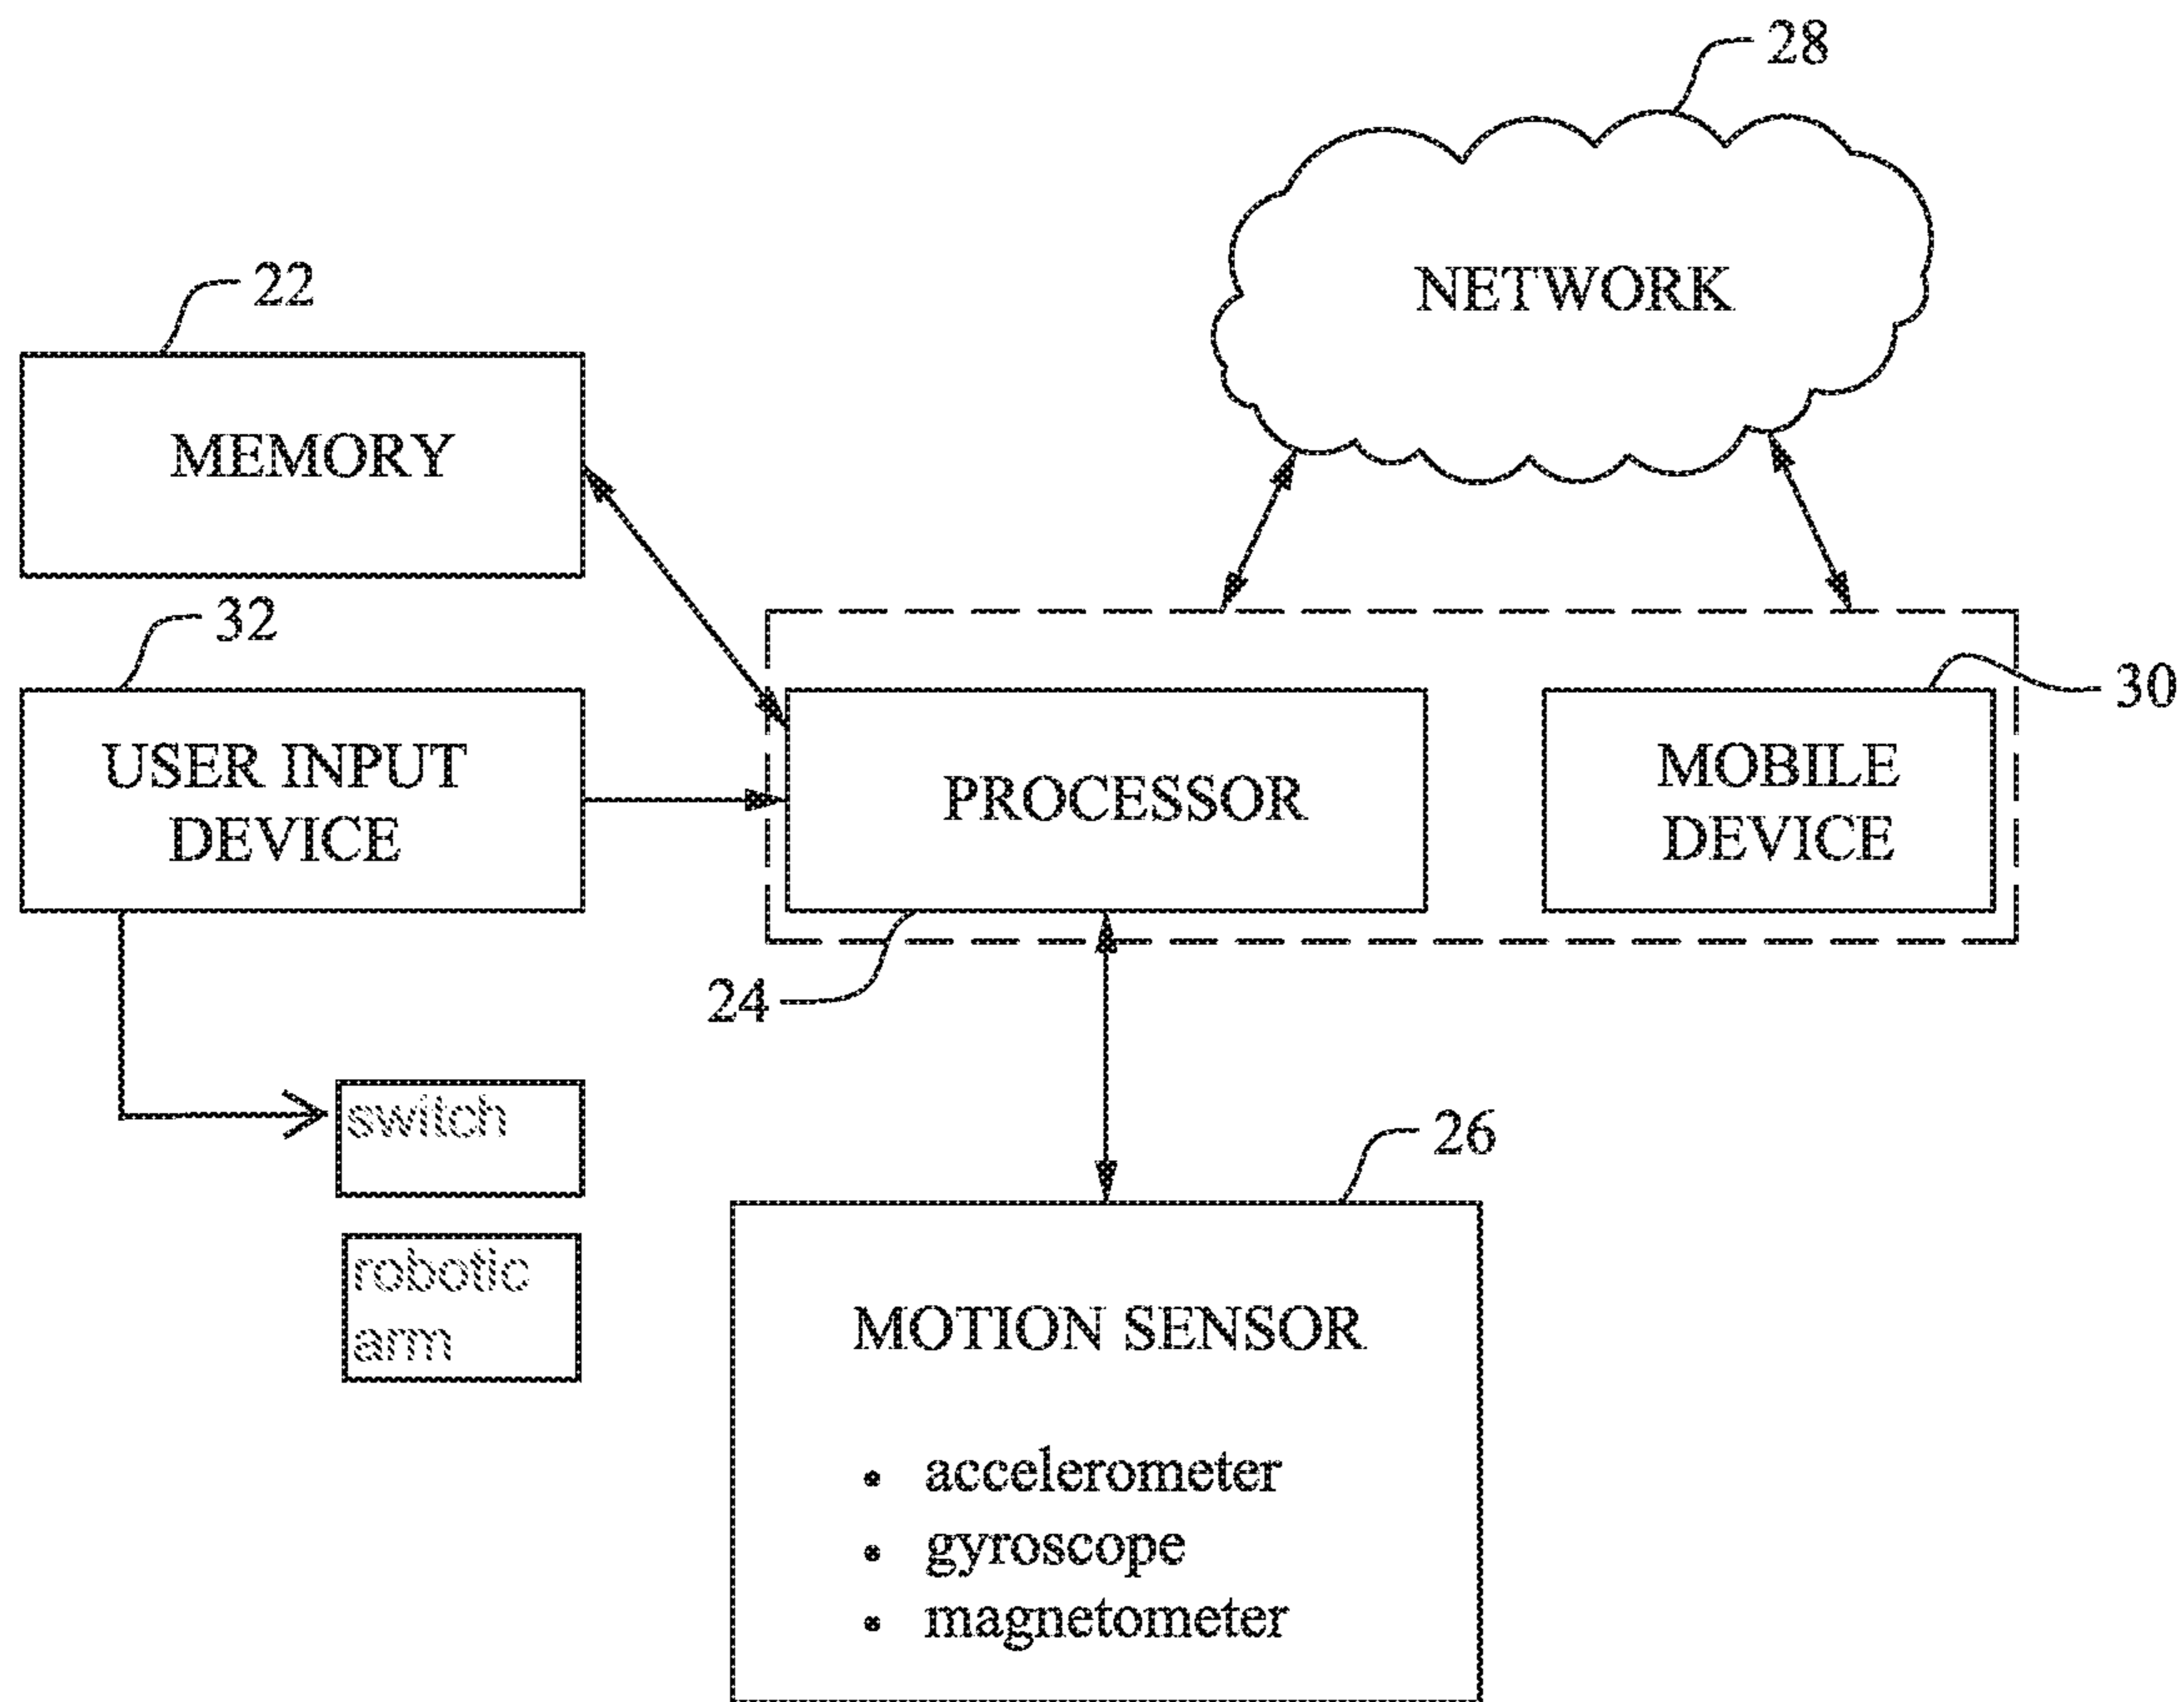 28
NETWORK
22
MEMORY
32
USER INPUT
DEVICE
PROCESSOR
MOBILE
DEVICE
30
24
switch
robotic
arm
26
MOTION SENSOR
• accelerometer
• gyroscope
• magnetometer